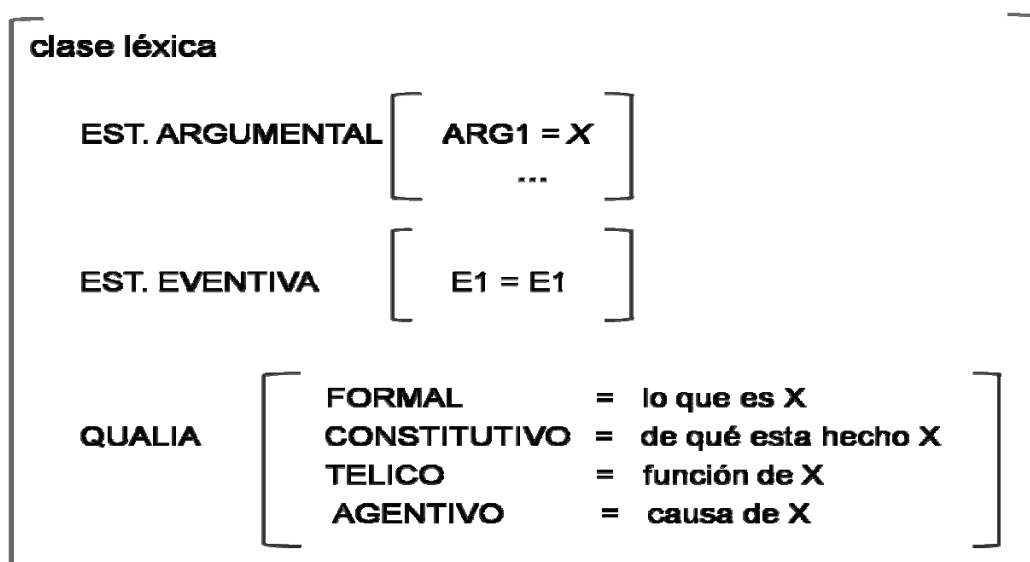 clase léxica
EST. ARGUMENTAL ARG1 = X
...
EST. EVENTIVA E1 = E1
FORMAL = lo que es X
QUALIA CONSTITUTIVO = de qué esta hecho X
TELICO = función de X
AGENTIVO = causa de X